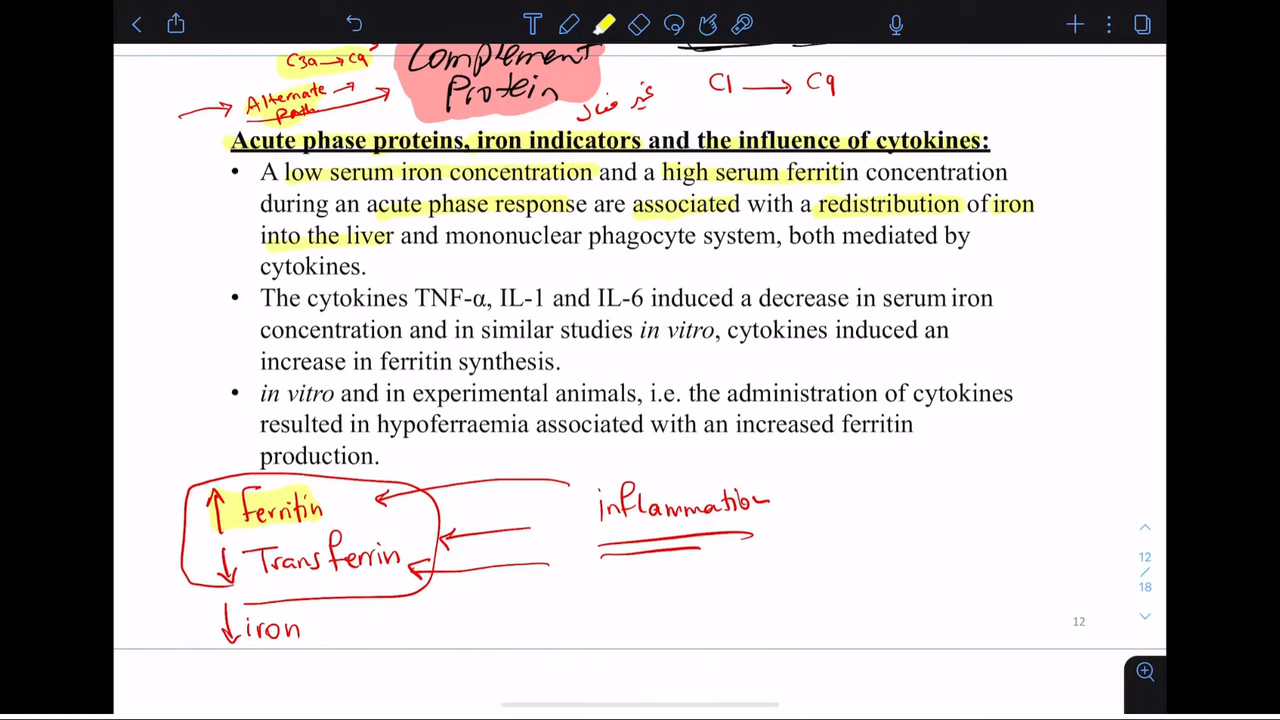 C3a → C9
Complement
Protein
Alternate
Path
غير فعال
C1 → C9
Acute phase proteins, iron indicators and the influence of cytokines:
• A low serum iron concentration and a high serum ferritin concentration
during an acute phase response are associated with a redistribution of iron
into the liver and mononuclear phagocyte system, both mediated by
cytokines.
• The cytokines TNF-α, IL-1 and IL-6 induced a decrease in serum iron
concentration and in similar studies in vitro, cytokines induced an
increase in ferritin synthesis.
• in vitro and in experimental animals, i.e. the administration of cytokines
resulted in hypoferraemia associated with an increased ferritin
production.
↑ Ferritin
inflammation
↓ Transferrin
↓ iron
12
/
18
12